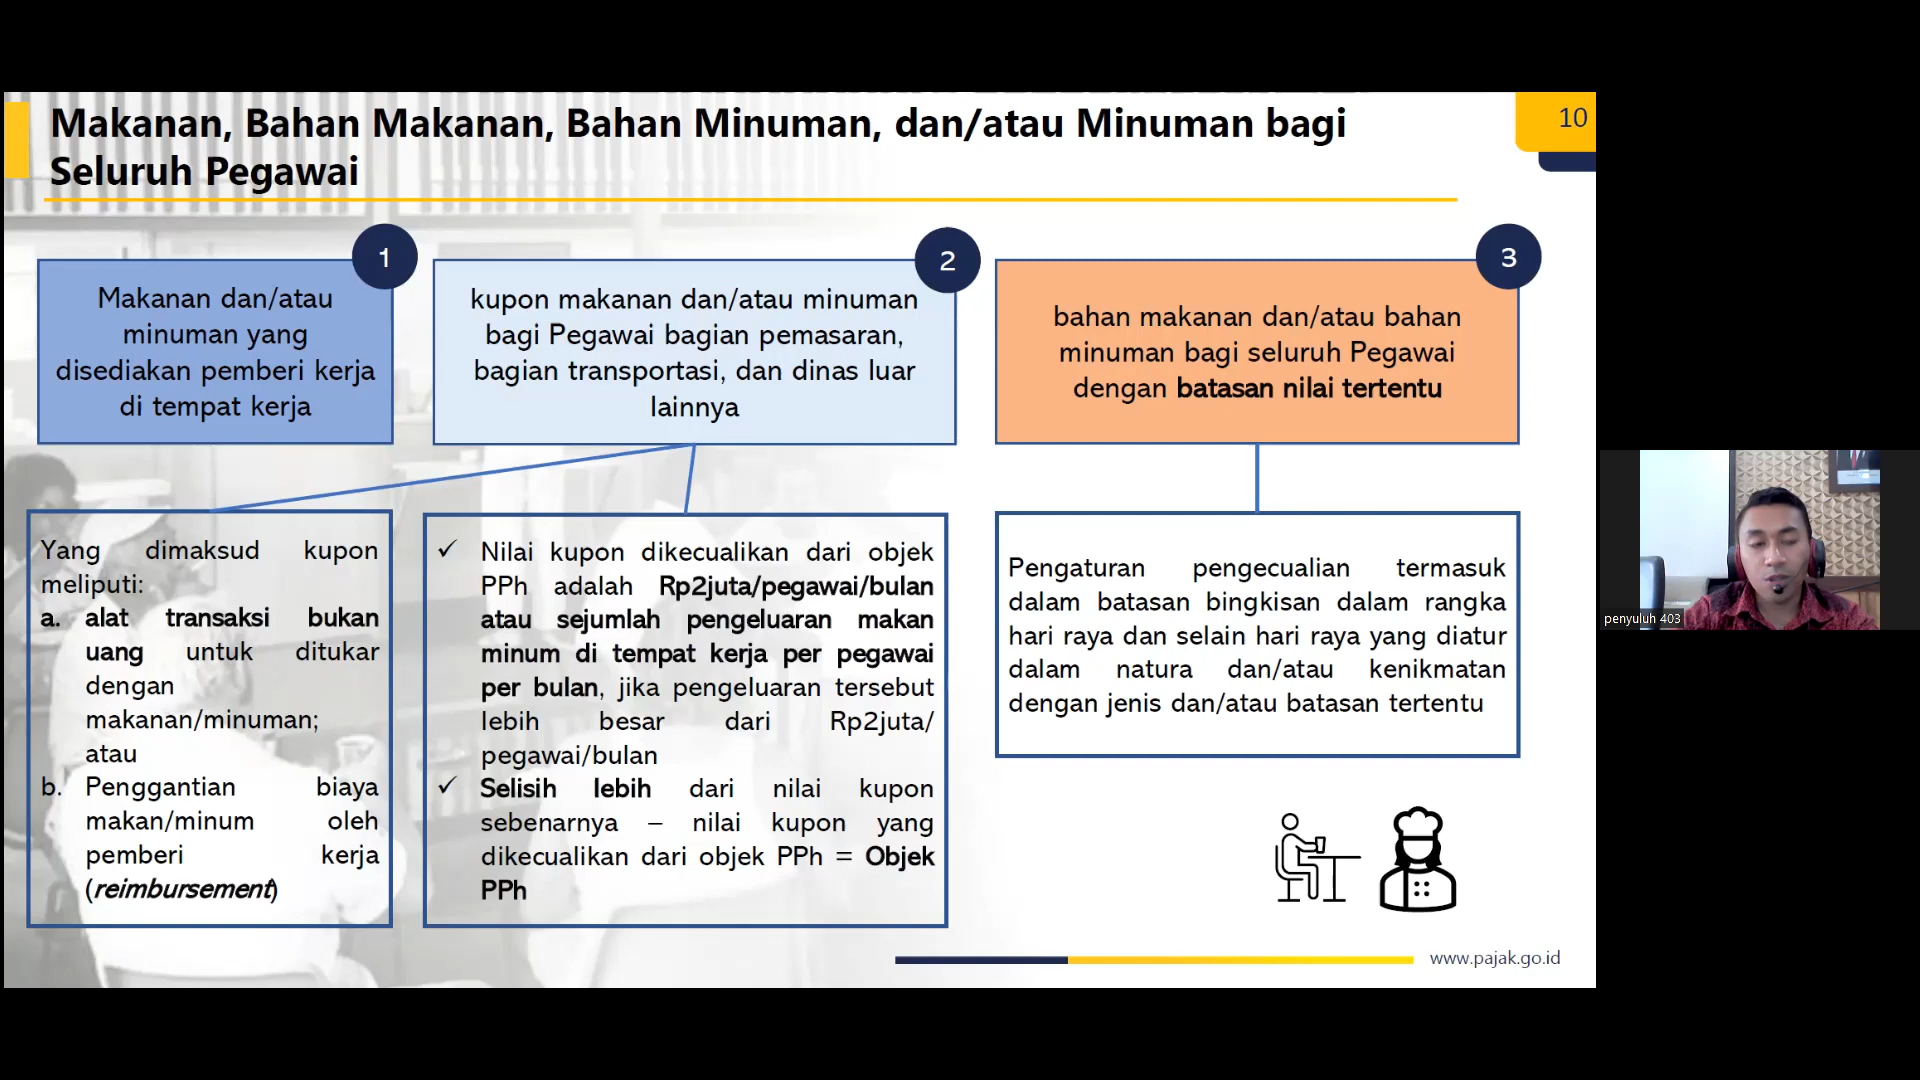 Makanan, Bahan Makanan, Bahan Minuman, dan/atau Minuman bagi
Seluruh Pegawai
10
1
Makanan dan/atau
minuman yang
disediakan pemberi kerja
di tempat kerja
2
kupon makanan dan/atau minuman
bagi Pegawai bagian pemasaran,
bagian transportasi, dan dinas luar
lainnya
3
bahan makanan dan/atau bahan
minuman bagi seluruh Pegawai
dengan batasan nilai tertentu
Yang dimaksud kupon
meliputi:
a. alat transaksi bukan
uang untuk ditukar
dengan
makanan/minuman;
atau
b. Penggantian biaya
makan/minum oleh
pemberi kerja
(reimbursement)
✓ Nilai kupon dikecualikan dari objek
PPh adalah Rp2juta/pegawai/bulan
atau sejumlah pengeluaran makan
minum di tempat kerja per pegawai
per bulan, jika pengeluaran tersebut
lebih besar dari Rp2juta/
pegawai/bulan
✓ Selisih lebih dari nilai kupon
sebenarnya – nilai kupon yang
dikecualikan dari objek PPh = Objek
PPh
Pengaturan pengecualian termasuk
dalam batasan bingkisan dalam rangka
hari raya dan selain hari raya yang diatur
dalam natura dan/atau kenikmatan
dengan jenis dan/atau batasan tertentu
www.pajak.go.id
penyuluh 403